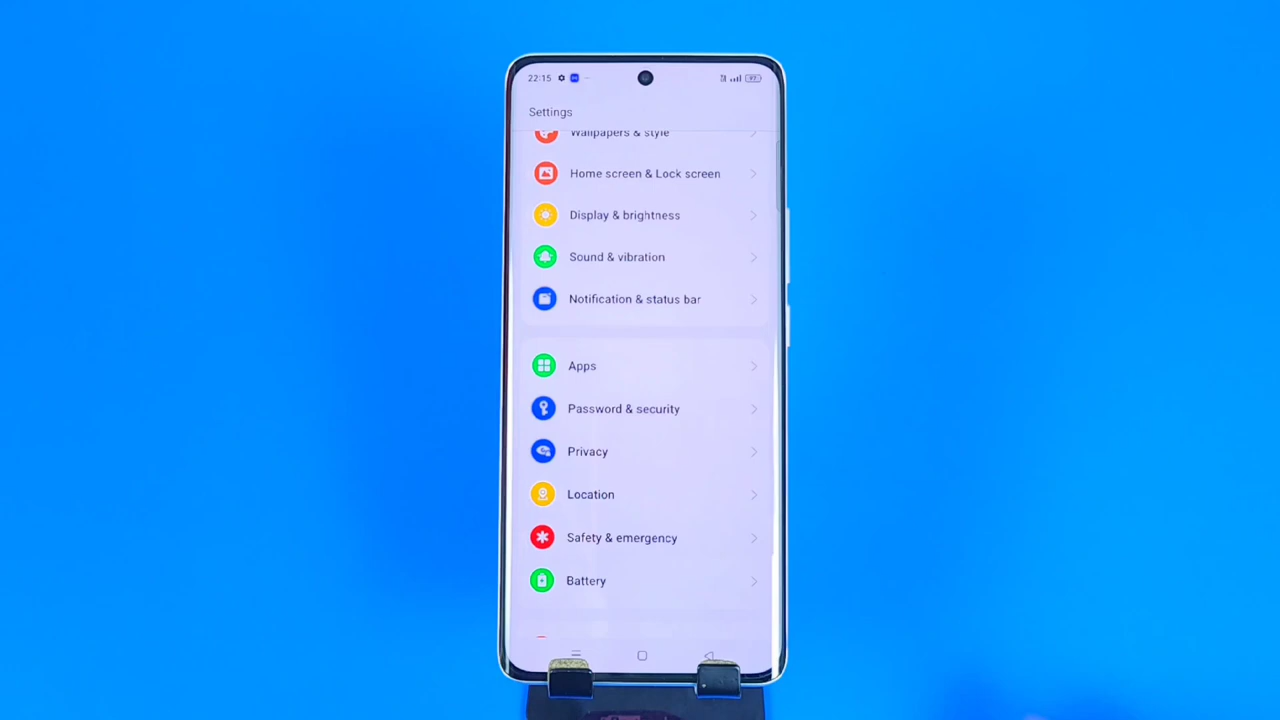 22:15
Settings
Wallpapers & style
Home screen & Lock screen
Display & brightness
Sound & vibration
Notification & status bar
Apps
Password & security
Privacy
Location
Safety & emergency
Battery